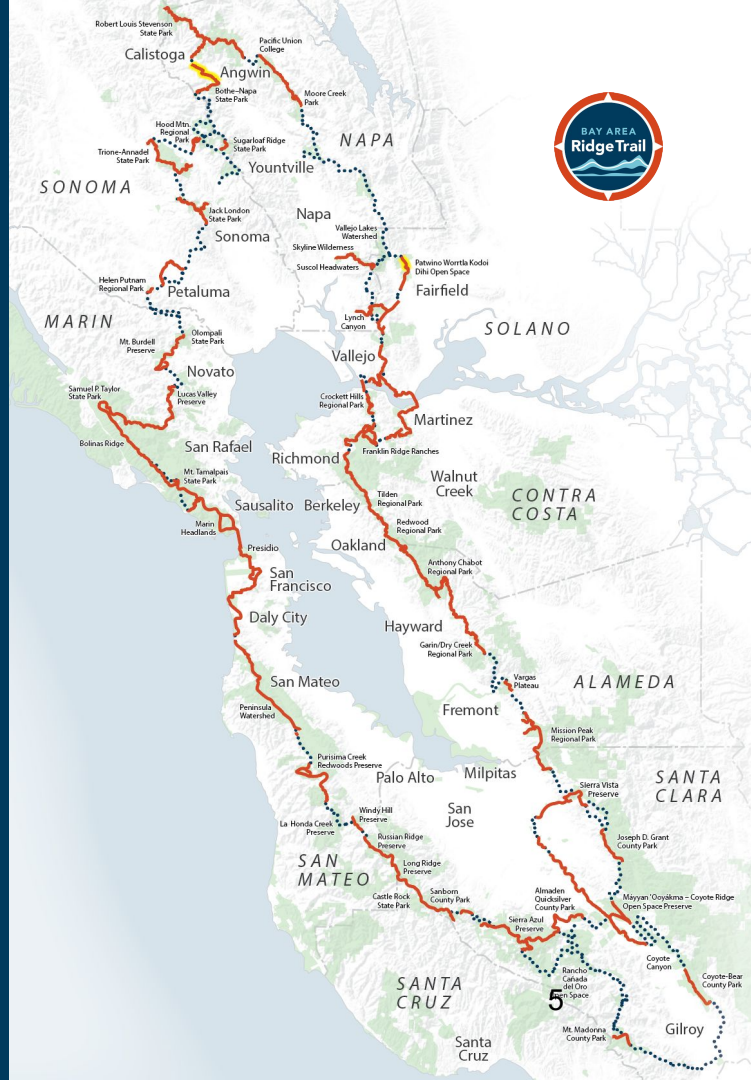 Robert Louis Stevenson
State Park
Pacific Union
College
Calistoga
Angwin
Bothe–Napa
State Park
Moore Creek
Park
Hood Mtn.
Regional
Park
Sugarloaf Ridge
State Park
NAPA
BAY AREA
RidgeTrail
Trione-Annadel
State Park
Yountville
SONOMA
Jack London
State Park
Napa
Sonoma
Vallejo Lakes
Watershed
Skyline Wilderness
Suscol Headwaters
Patwino Worrtla Kodoi
Dihi Open Space
Helen Putnam
Regional Park
Petaluma
Fairfield
MARIN
Lynch
Canyon
SOLANO
Olompali
State Park
Mt. Burdell
Preserve
Vallejo
Novato
Samuel P. Taylor
State Park
Lucas Valley
Preserve
Crockett Hills
Regional Park
Martinez
Bolinas Ridge
San Rafael
Richmond
Franklin Ridge Ranches
Mt. Tamalpais
State Park
Walnut
Creek
Tilden
Regional Park
CONTRA
COSTA
Sausalito
Berkeley
Marin
Headlands
Redwood
Regional Park
Presidio
Oakland
San
Francisco
Anthony Chabot
Regional Park
Daly City
Hayward
Garin/Dry Creek
Regional Park
San Mateo
Vargas
Plateau
ALAMEDA
Peninsula
Watershed
Fremont
Mission Peak
Regional Park
Purisima Creek
Redwoods Preserve
Palo Alto
Milpitas
Sierra Vista
Preserve
SANTA
CLARA
La Honda Creek
Preserve
Windy Hill
Preserve
San
Jose
Russian Ridge
Preserve
Joseph D. Grant
County Park
SAN
MATEO
Long Ridge
Preserve
Castle Rock
State Park
Sanborn
County Park
Almaden
Quicksilver
County Park
Máyyan 'Ooyákma – Coyote Ridge
Open Space Preserve
Sierra Azul
Preserve
Coyote
Canyon
Rancho
Cañada
del Oro
Open Space
5
Coyote-Bear
County Park
SANTA
CRUZ
Mt. Madonna
County Park
Gilroy
Santa
Cruz